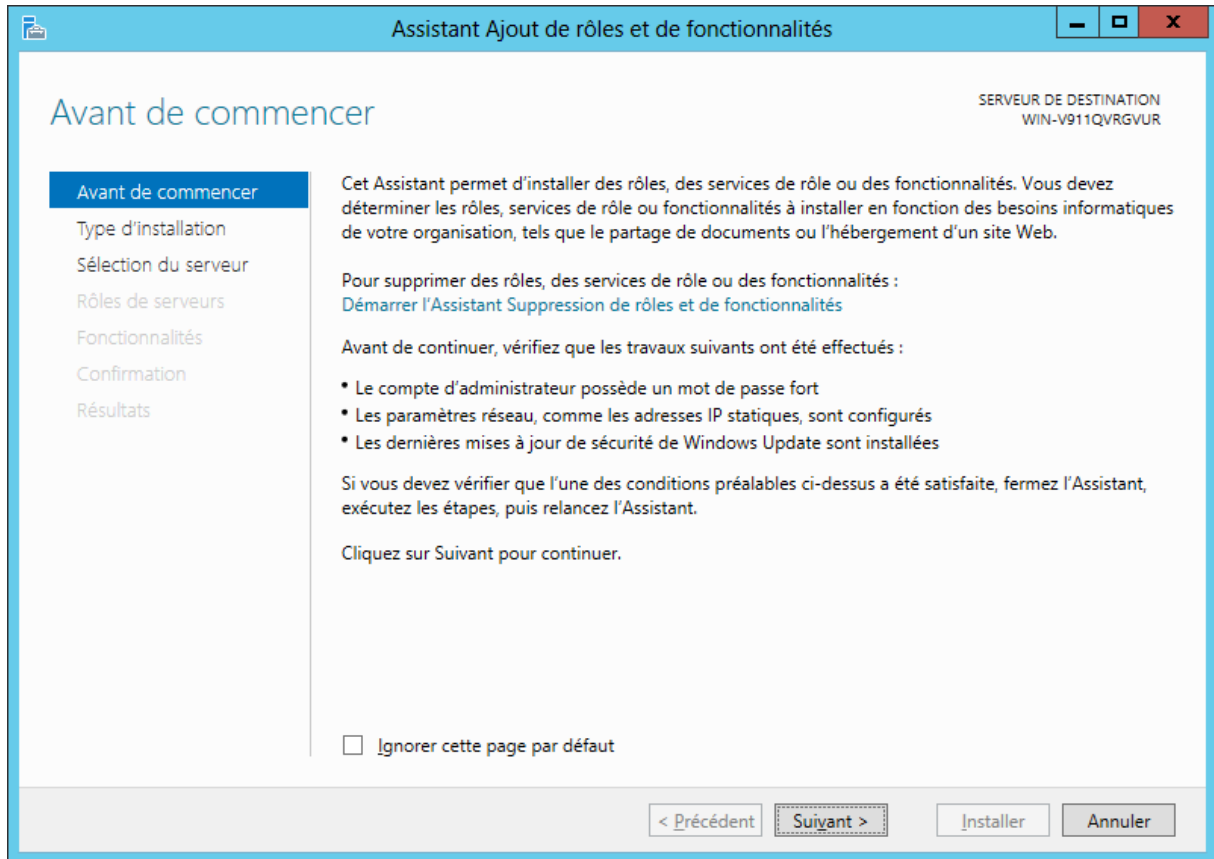 Assistant Ajout de rôles et de fonctionnalités
Avant de commencer
SERVEUR DE DESTINATION
WIN-V911QVRGVUR
Avant de commencer
Type d'installation
Sélection du serveur
Rôles de serveurs
Fonctionnalités
Confirmation
Résultats
Cet Assistant permet d'installer des rôles, des services de rôle ou des fonctionnalités. Vous devez
déterminer les rôles, services de rôle ou fonctionnalités à installer en fonction des besoins informatiques
de votre organisation, tels que le partage de documents ou l'hébergement d'un site Web.
Pour supprimer des rôles, des services de rôle ou des fonctionnalités :
Démarrer l'Assistant Suppression de rôles et de fonctionnalités
Avant de continuer, vérifiez que les travaux suivants ont été effectués :
• Le compte d'administrateur possède un mot de passe fort
• Les paramètres réseau, comme les adresses IP statiques, sont configurés
• Les dernières mises à jour de sécurité de Windows Update sont installées
Si vous devez vérifier que l'une des conditions préalables ci-dessus a été satisfaite, fermez l'Assistant,
exécutez les étapes, puis relancez l'Assistant.
Cliquez sur Suivant pour continuer.
Ignorer cette page par défaut
< Précédent
Suivant >
Installer
Annuler